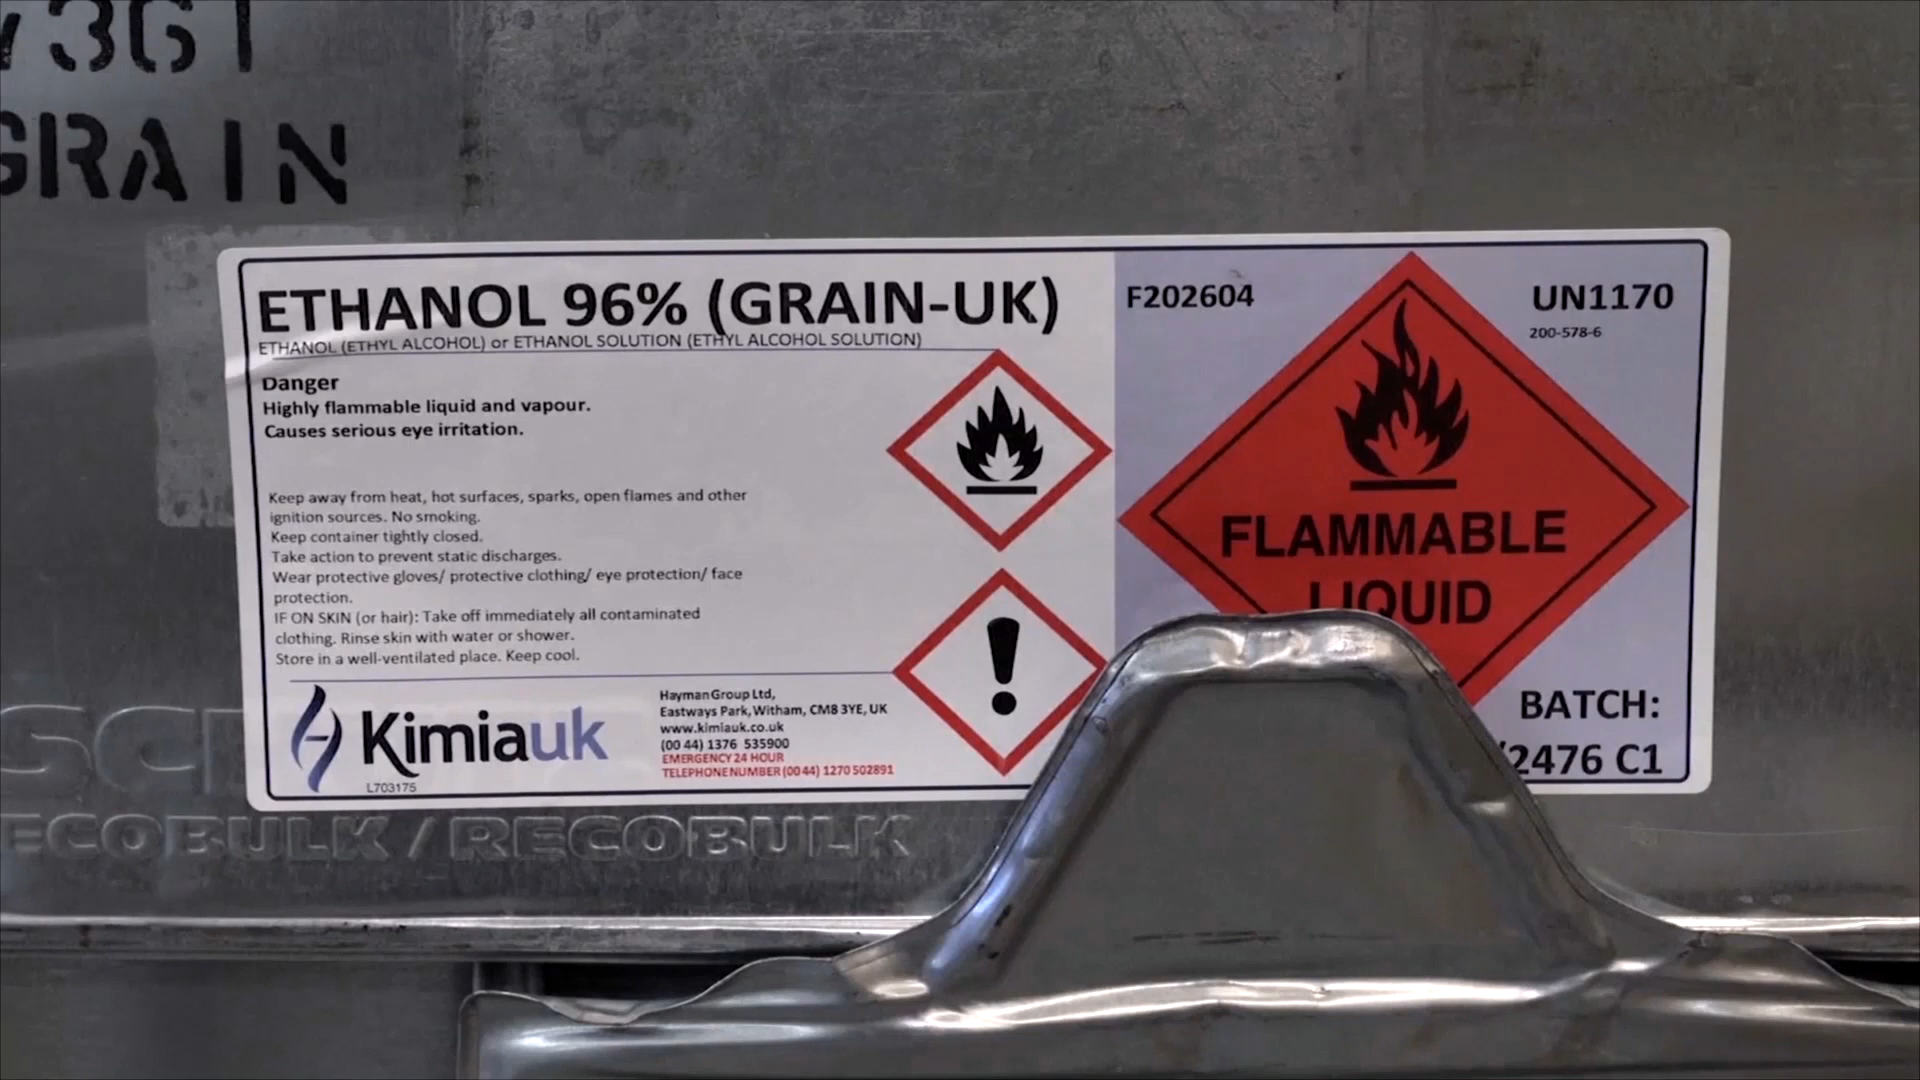 GRAIN
ETHANOL 96% (GRAIN-UK)
ETHANOL (ETHYL ALCOHOL) or ETHANOL SOLUTION (ETHYL ALCOHOL SOLUTION)
Danger
Highly flammable liquid and vapour.
Causes serious eye irritation.
Keep away from heat, hot surfaces, sparks, open flames and other
ignition sources. No smoking.
Keep container tightly closed.
Take action to prevent static discharges.
Wear protective gloves/ protective clothing/ eye protection/ face
protection.
IF ON SKIN (or hair): Take off immediately all contaminated
clothing. Rinse skin with water or shower.
Store in a well-ventilated place. Keep cool.
Kimiauk
L703175
Hayman Group Ltd,
Eastways Park, Witham, CM8 3YE, UK
www.kimiauk.co.uk
(00 44) 1376 535900
EMERGENCY 24 HOUR
TELEPHONE NUMBER (00 44) 1270 502891
F202604
UN1170
200-578-6
FLAMMABLE
LIQUID
BATCH:
/2476 C1
ECOBULK / RECOBULK